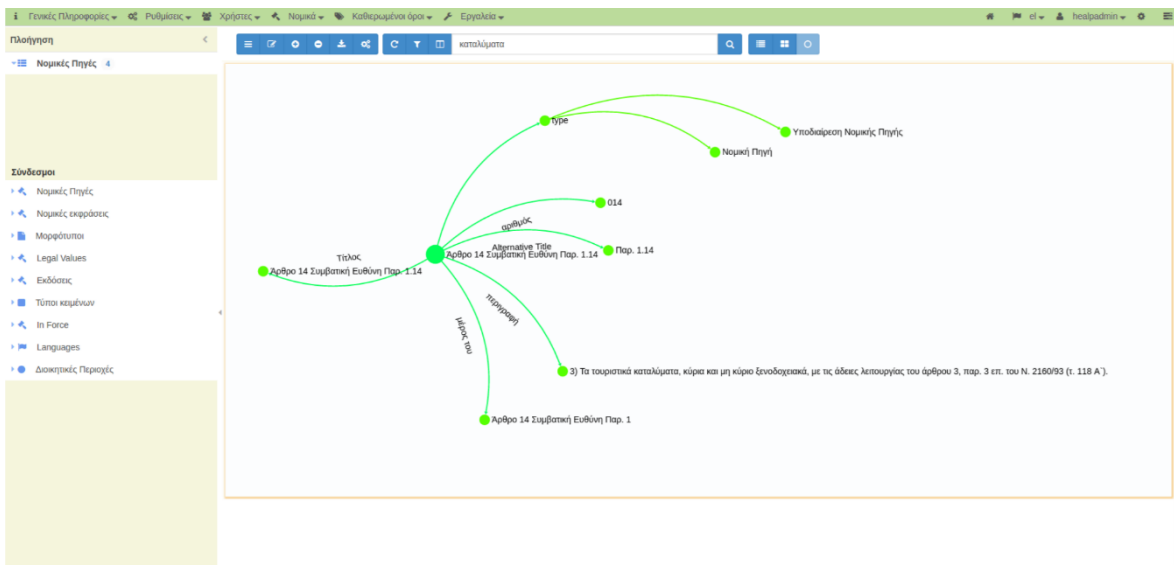 Γενικές Πληροφορίες Ρυθμίσεις Χρήστες Νομικά Καθιερωμένοι όροι Εργαλεία el healpadmin
Πλοήγηση
καταλύματα
Νομικές Πηγές 4
type
Υποδιαίρεση Νομικής Πηγής
Νομική Πηγή
Σύνδεσμοι
Νομικές Πηγές
Νομικές εκφράσεις
Μορφότυποι
Legal Values
Εκδόσεις
Τύποι κειμένων
In Force
Languages
Διοικητικές Περιοχές
014
αριθμός
Alternative Title
Παρ. 1.14
Άρθρο 14 Συμβατική Ευθύνη Παρ. 1.14
Τίτλος
Άρθρο 14 Συμβατική Ευθύνη Παρ. 1.14
περιγραφή
μέρος του
3) Τα τουριστικά καταλύματα, κύρια και μη κύριο ξενοδοχειακά, με τις άδειες λειτουργίας του άρθρου 3, παρ. 3 επ. του Ν. 2160/93 (τ. 118 Α΄).
Άρθρο 14 Συμβατική Ευθύνη Παρ. 1